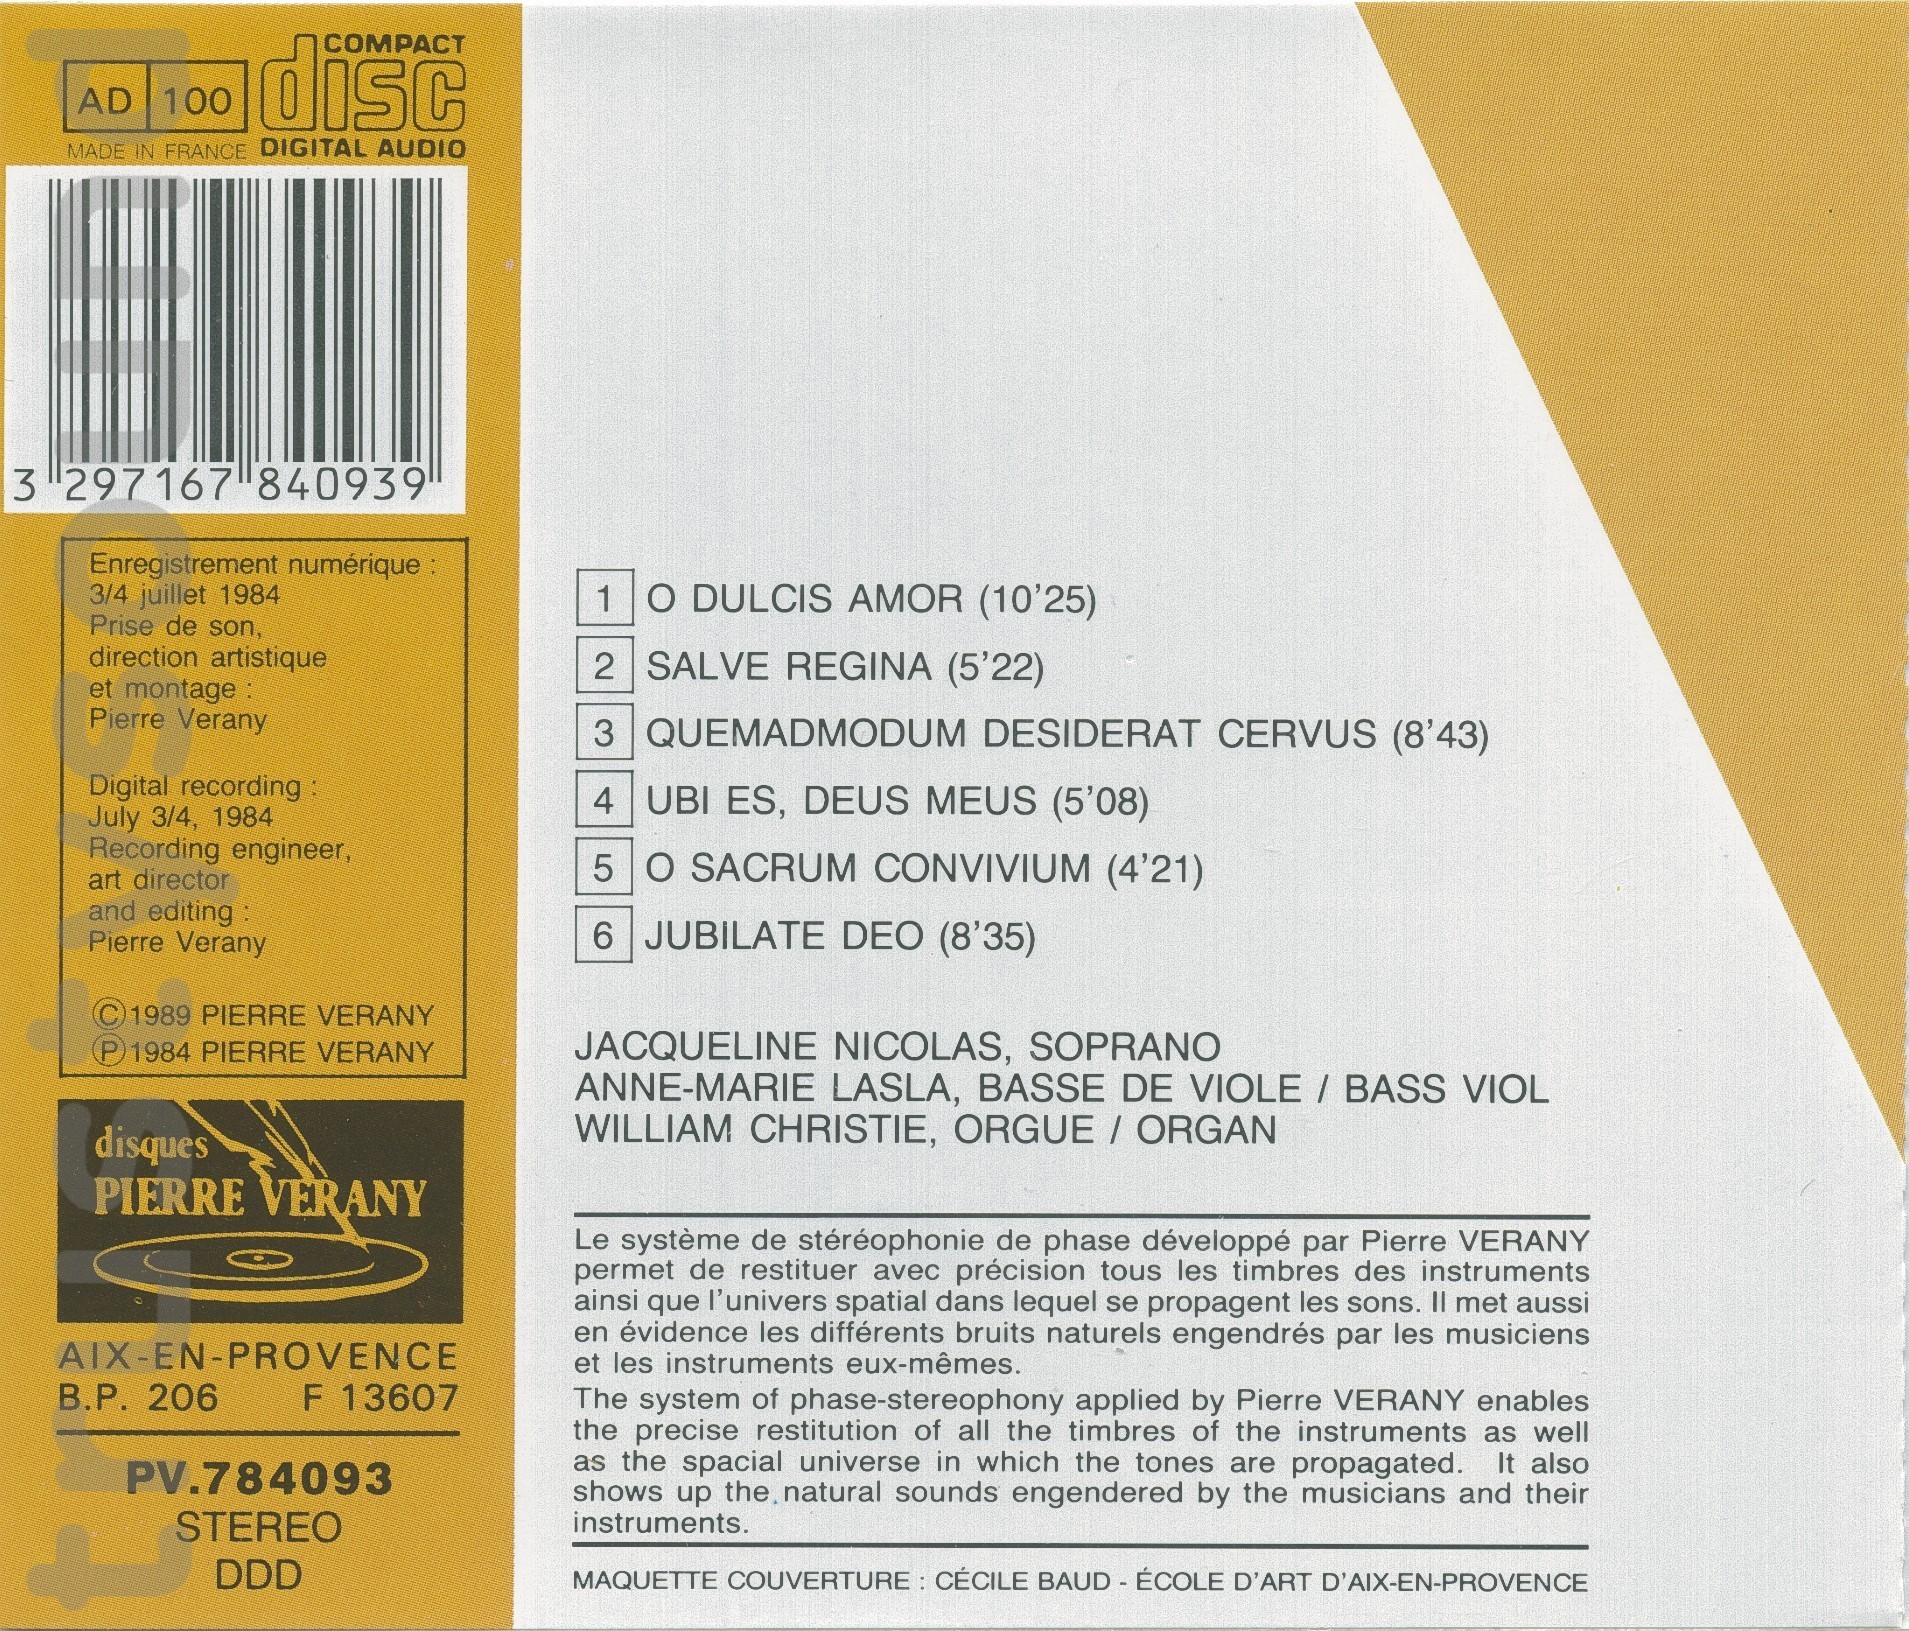 COMPACT
disc
DIGITAL AUDIO
AD 100
MADE IN FRANCE
3 297167 840939
Enregistrement numérique :
3/4 juillet 1984
Prise de son,
direction artistique
et montage :
Pierre Verany
Digital recording :
July 3/4, 1984
Recording engineer,
art director
and editing :
Pierre Verany
©1989 PIERRE VERANY
℗1984 PIERRE VERANY
disques
PIERRE VERANY
AIX-EN-PROVENCE
B.P. 206 F 13607
PV.784093
STEREO
DDD
1 O DULCIS AMOR (10'25)
2 SALVE REGINA (5'22)
3 QUEMADMODUM DESIDERAT CERVUS (8'43)
4 UBI ES, DEUS MEUS (5'08)
5 O SACRUM CONVIVIUM (4'21)
6 JUBILATE DEO (8'35)
JACQUELINE NICOLAS, SOPRANO
ANNE-MARIE LASLA, BASSE DE VIOLE / BASS VIOL
WILLIAM CHRISTIE, ORGUE / ORGAN
Le système de stéréophonie de phase développé par Pierre VERANY
permet de restituer avec précision tous les timbres des instruments
ainsi que l'univers spatial dans lequel se propagent les sons. Il met aussi
en évidence les différents bruits naturels engendrés par les musiciens
et les instruments eux-mêmes.
The system of phase-stereophony applied by Pierre VERANY enables
the precise restitution of all the timbres of the instruments as well
as the spacial universe in which the tones are propagated. It also
shows up the natural sounds engendered by the musicians and their
instruments.
MAQUETTE COUVERTURE : CÉCILE BAUD - ÉCOLE D'ART D'AIX-EN-PROVENCE